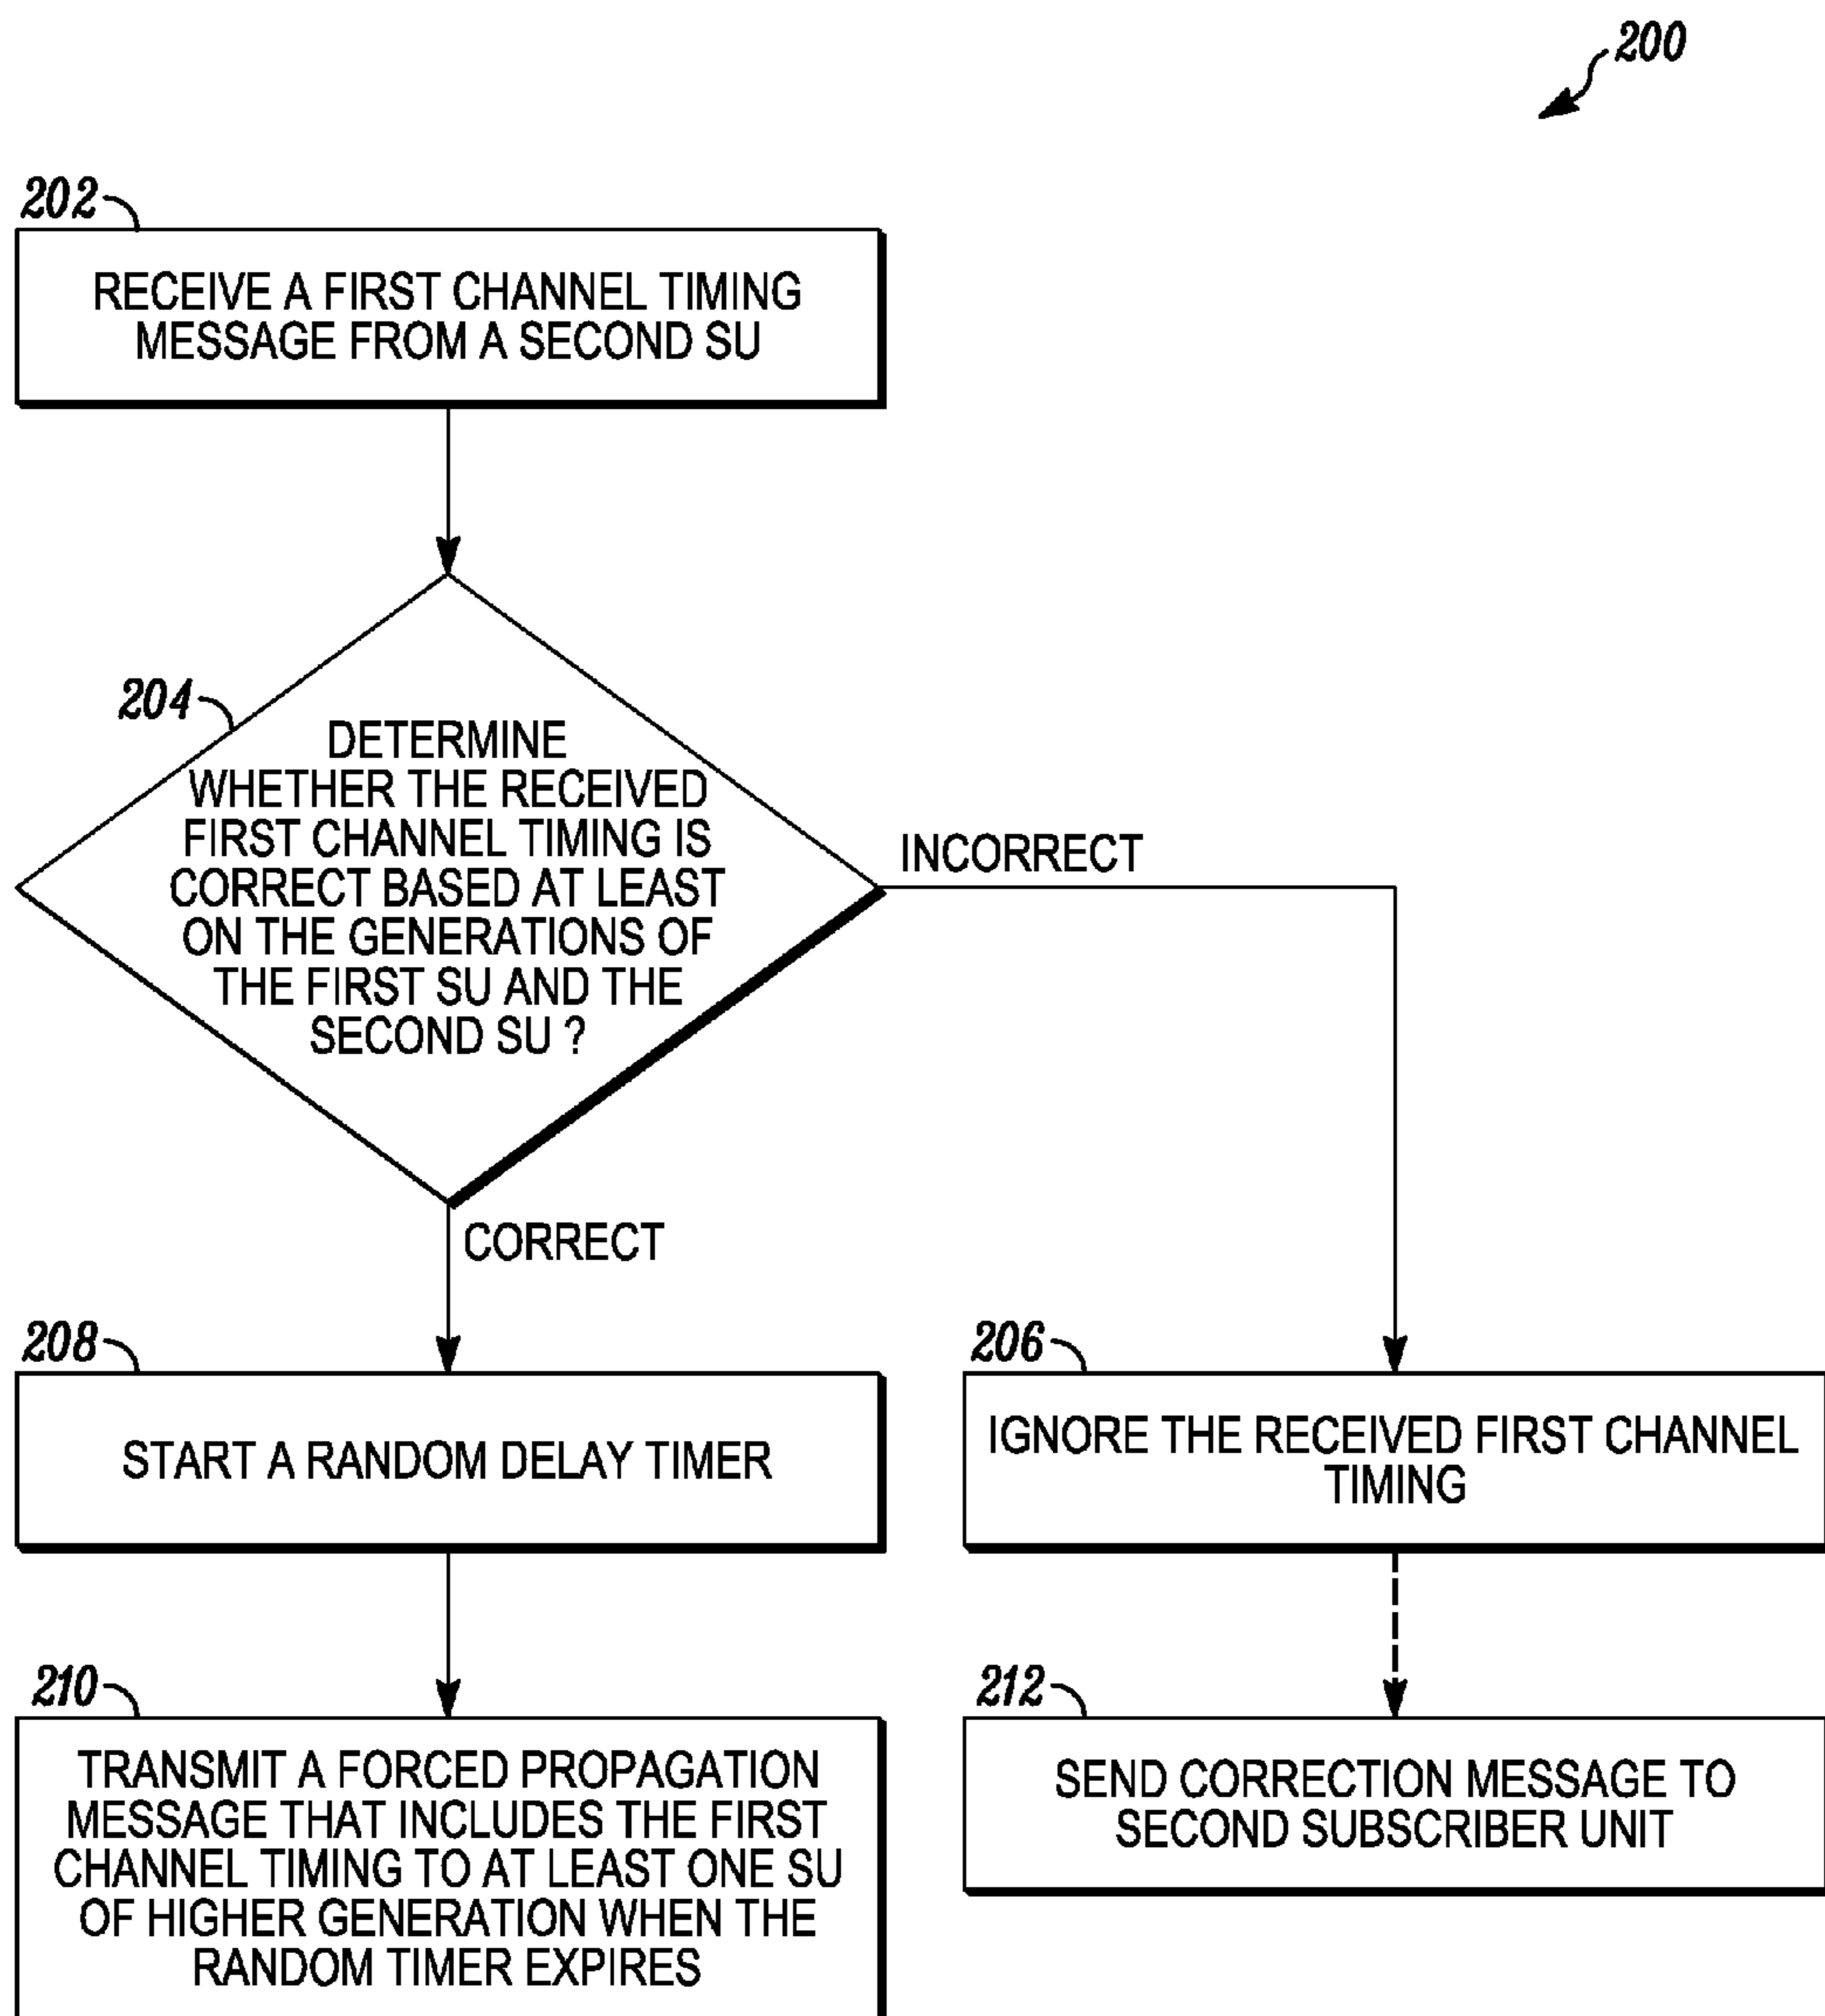 200
202
RECEIVE A FIRST CHANNEL TIMING
MESSAGE FROM A SECOND SU
204
DETERMINE
WHETHER THE RECEIVED
FIRST CHANNEL TIMING IS
CORRECT BASED AT LEAST
ON THE GENERATIONS OF
THE FIRST SU AND THE
SECOND SU ?
INCORRECT
CORRECT
208
START A RANDOM DELAY TIMER
206
IGNORE THE RECEIVED FIRST CHANNEL
TIMING
210
TRANSMIT A FORCED PROPAGATION
MESSAGE THAT INCLUDES THE FIRST
CHANNEL TIMING TO AT LEAST ONE SU
OF HIGHER GENERATION WHEN THE
RANDOM TIMER EXPIRES
212
SEND CORRECTION MESSAGE TO
SECOND SUBSCRIBER UNIT